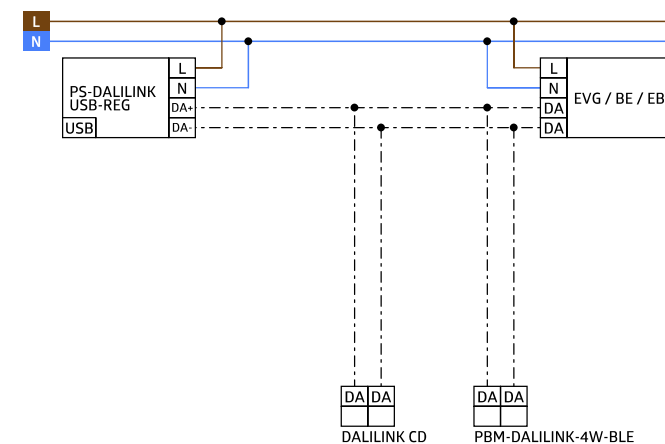 L
N
PS-DALILINK
USB-REG
USB
L
N
DA+
DA-
L
N
DA
DA
EVG / BE / EB
DA DA
DALILINK CD
DA DA
PBM-DALILINK-4W-BLE